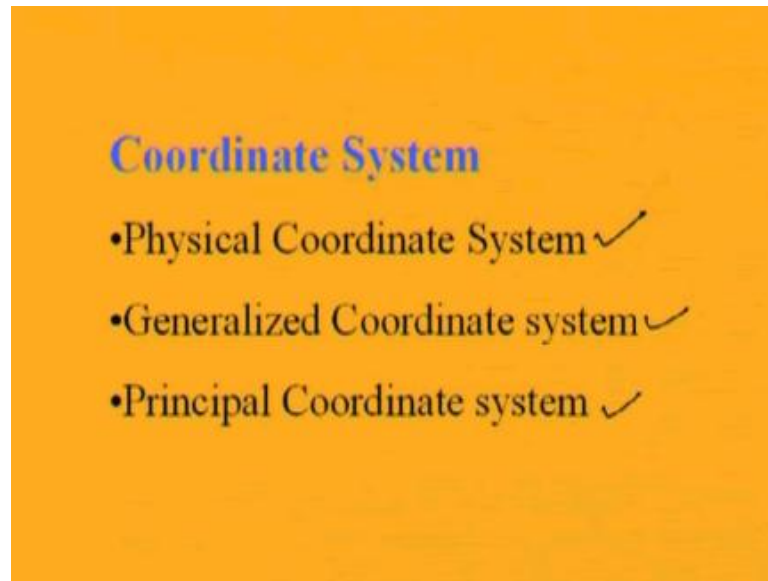 Coordinate System
•Physical Coordinate System
•Generalized Coordinate system
•Principal Coordinate system